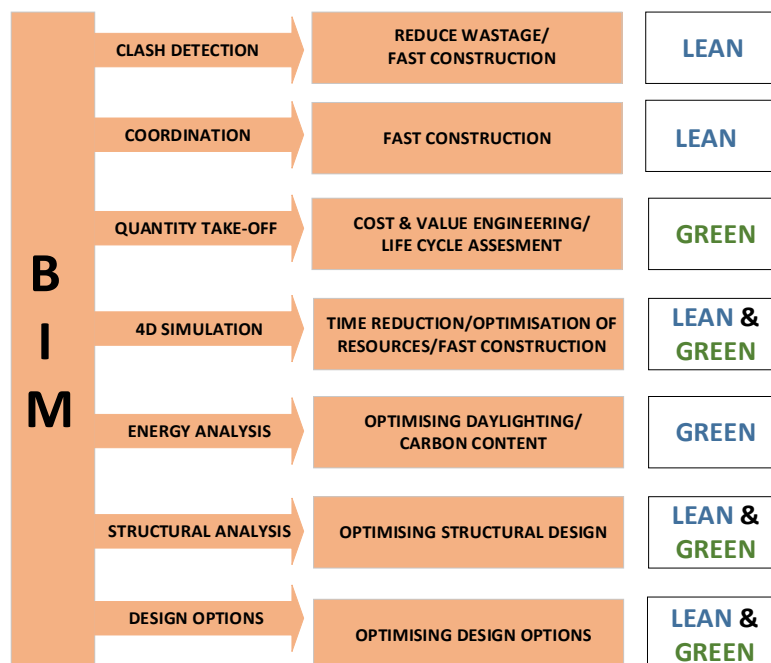 BIM
CLASH DETECTION
REDUCE WASTAGE/
FAST CONSTRUCTION
LEAN
COORDINATION
FAST CONSTRUCTION
LEAN
QUANTITY TAKE-OFF
COST & VALUE ENGINEERING/
LIFE CYCLE ASSESMENT
GREEN
4D SIMULATION
TIME REDUCTION/OPTIMISATION OF
RESOURCES/FAST CONSTRUCTION
LEAN &
GREEN
ENERGY ANALYSIS
OPTIMISING DAYLIGHTING/
CARBON CONTENT
GREEN
STRUCTURAL ANALYSIS
OPTIMISING STRUCTURAL DESIGN
LEAN &
GREEN
DESIGN OPTIONS
OPTIMISING DESIGN OPTIONS
LEAN &
GREEN